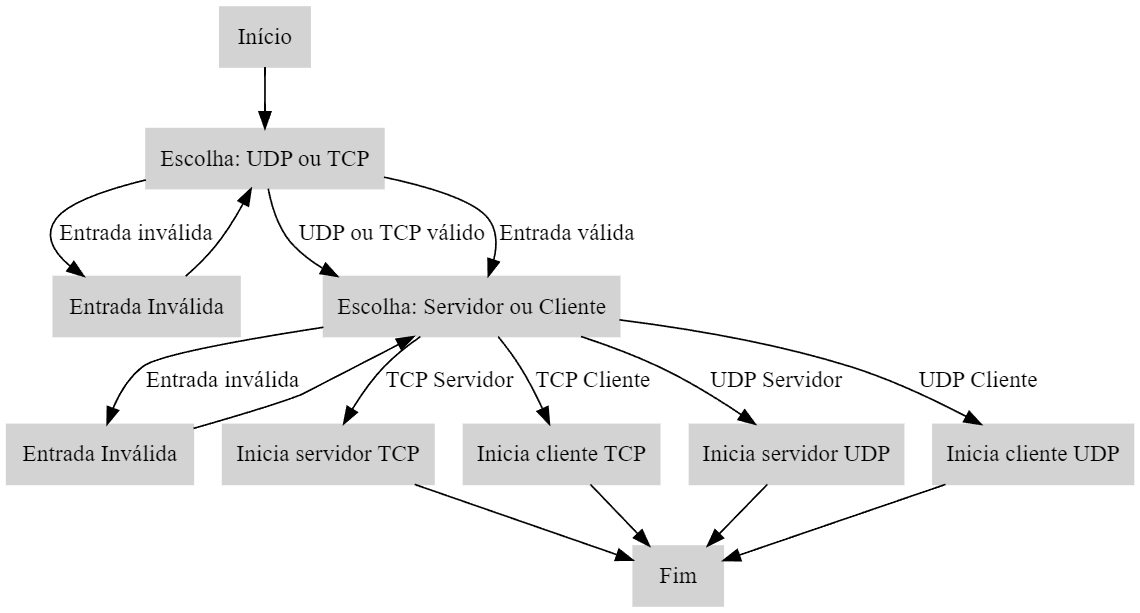 Início
Escolha: UDP ou TCP
Entrada inválida
UDP ou TCP válido
Entrada válida
Entrada Inválida
Escolha: Servidor ou Cliente
Entrada inválida
TCP Servidor
TCP Cliente
UDP Servidor
UDP Cliente
Entrada Inválida
Inicia servidor TCP
Inicia cliente TCP
Inicia servidor UDP
Inicia cliente UDP
Fim